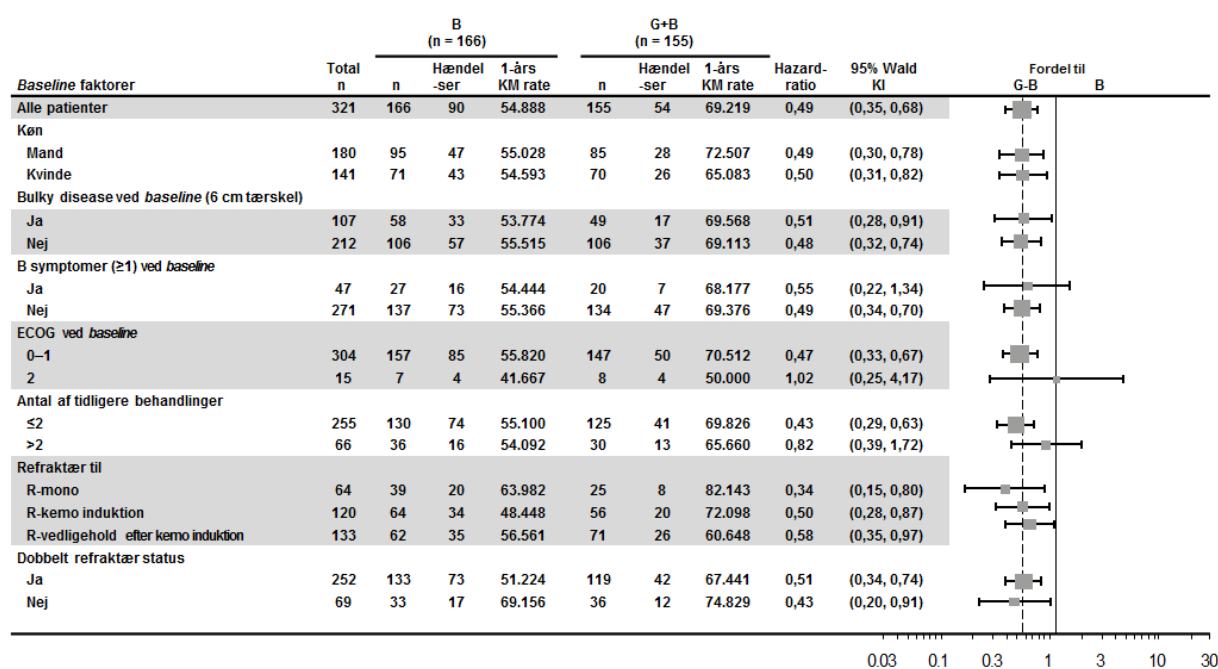 B G+B
(n = 166) (n = 155)
Total Hændel 1-års Hændel 1-års Hazard- 95% Wald Fordel til
Baseline faktorer n n -ser KM rate n -ser KM rate ratio KI G-B B
Alle patienter 321 166 90 54.888 155 54 69.219 0,49 (0,35, 0,68)
Køn
Mand 180 95 47 55.028 85 28 72.507 0,49 (0,30, 0,78)
Kvinde 141 71 43 54.593 70 26 65.083 0,50 (0,31, 0,82)
Bulky disease ved baseline (6 cm tærskel)
Ja 107 58 33 53.774 49 17 69.568 0,51 (0,28, 0,91)
Nej 212 106 57 55.515 106 37 69.113 0,48 (0,32, 0,74)
B symptomer (≥1) ved baseline
Ja 47 27 16 54.444 20 7 68.177 0,55 (0,22, 1,34)
Nej 271 137 73 55.366 134 47 69.376 0,49 (0,34, 0,70)
ECOG ved baseline
0–1 304 157 85 55.820 147 50 70.512 0,47 (0,33, 0,67)
2 15 7 4 41.667 8 4 50.000 1,02 (0,25, 4,17)
Antal af tidligere behandlinger
≤2 255 130 74 55.100 125 41 69.826 0,43 (0,29, 0,63)
>2 66 36 16 54.092 30 13 65.660 0,82 (0,39, 1,72)
Refraktær til
R-mono 64 39 20 63.982 25 8 82.143 0,34 (0,15, 0,80)
R-kemo induktion 120 64 34 48.448 56 20 72.098 0,50 (0,28, 0,87)
R-vedligehold efter kemo induktion 133 62 35 56.561 71 26 60.648 0,58 (0,35, 0,97)
Dobbelt refraktær status
Ja 252 133 73 51.224 119 42 67.441 0,51 (0,34, 0,74)
Nej 69 33 17 69.156 36 12 74.829 0,43 (0,20, 0,91)
0.03 0.1 0.3 1 3 10 30